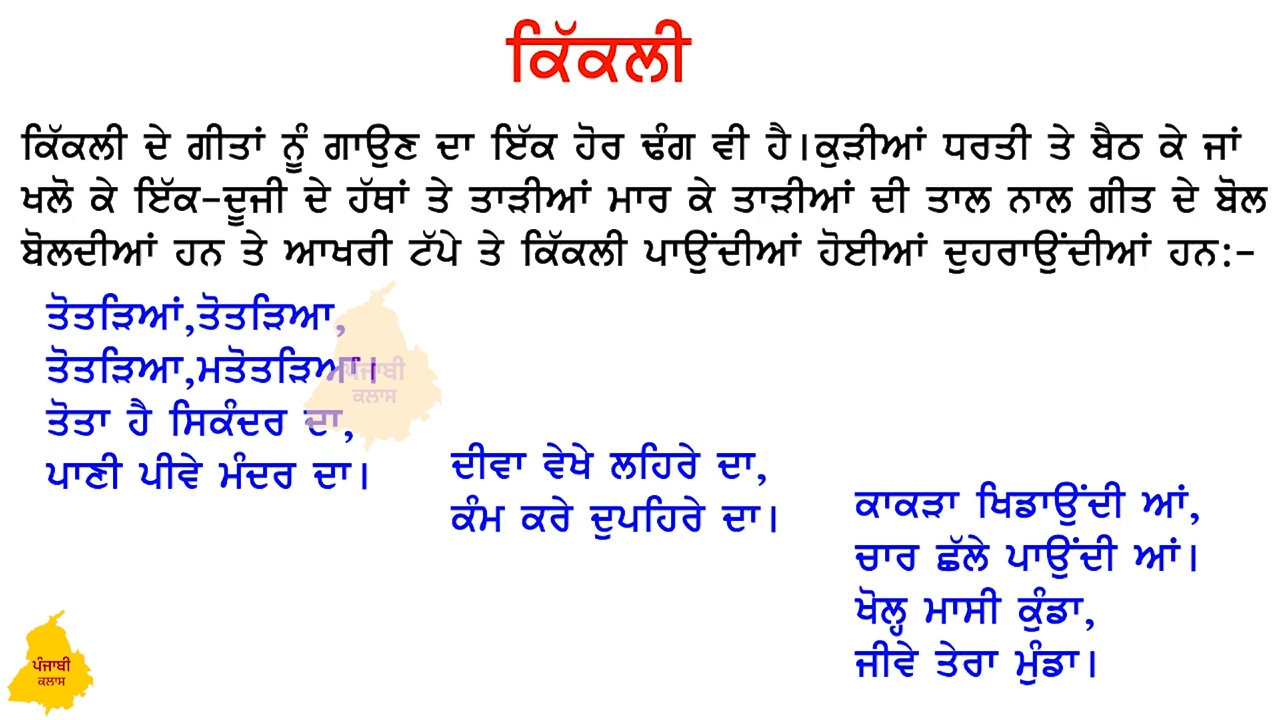 ਕਿੱਕਲੀ
ਕਿੱਕਲੀ ਦੇ ਗੀਤਾਂ ਨੂੰ ਗਾਉਣ ਦਾ ਇੱਕ ਹੋਰ ਢੰਗ ਵੀ ਹੈ।ਕੁੜੀਆਂ ਧਰਤੀ ਤੇ ਬੈਠ ਕੇ ਜਾਂ
ਖਲੋ ਕੇ ਇੱਕ-ਦੂਜੀ ਦੇ ਹੱਥਾਂ ਤੇ ਤਾੜੀਆਂ ਮਾਰ ਕੇ ਤਾੜੀਆਂ ਦੀ ਤਾਲ ਨਾਲ ਗੀਤ ਦੇ ਬੋਲ
ਬੋਲਦੀਆਂ ਹਨ ਤੇ ਆਖਰੀ ਟੱਪੇ ਤੇ ਕਿੱਕਲੀ ਪਾਉਂਦੀਆਂ ਹੋਈਆਂ ਦੁਹਰਾਉਂਦੀਆਂ ਹਨ:-
ਤੋਤੜਿਆਂ,ਤੋਤੜਿਆ,
ਤੋਤੜਿਆ,ਮਤੋਤੜਿਆ।
ਤੋਤਾ ਹੈ ਸਿਕੰਦਰ ਦਾ,
ਪਾਣੀ ਪੀਵੇ ਮੰਦਰ ਦਾ।
ਪੰਜਾਬੀ
ਕਲਾਸ
ਦੀਵਾ ਵੇਖੇ ਲਹਿਰੇ ਦਾ,
ਕੰਮ ਕਰੇ ਦੁਪਹਿਰੇ ਦਾ।
ਕਾਕੜਾ ਖਿਡਾਉਂਦੀ ਆਂ,
ਚਾਰ ਛੱਲੇ ਪਾਉਂਦੀ ਆਂ।
ਖੋਲ੍ਹ ਮਾਸੀ ਕੁੰਡਾ,
ਜੀਵੇ ਤੇਰਾ ਮੁੰਡਾ।
ਪੰਜਾਬੀ
ਕਲਾਸ